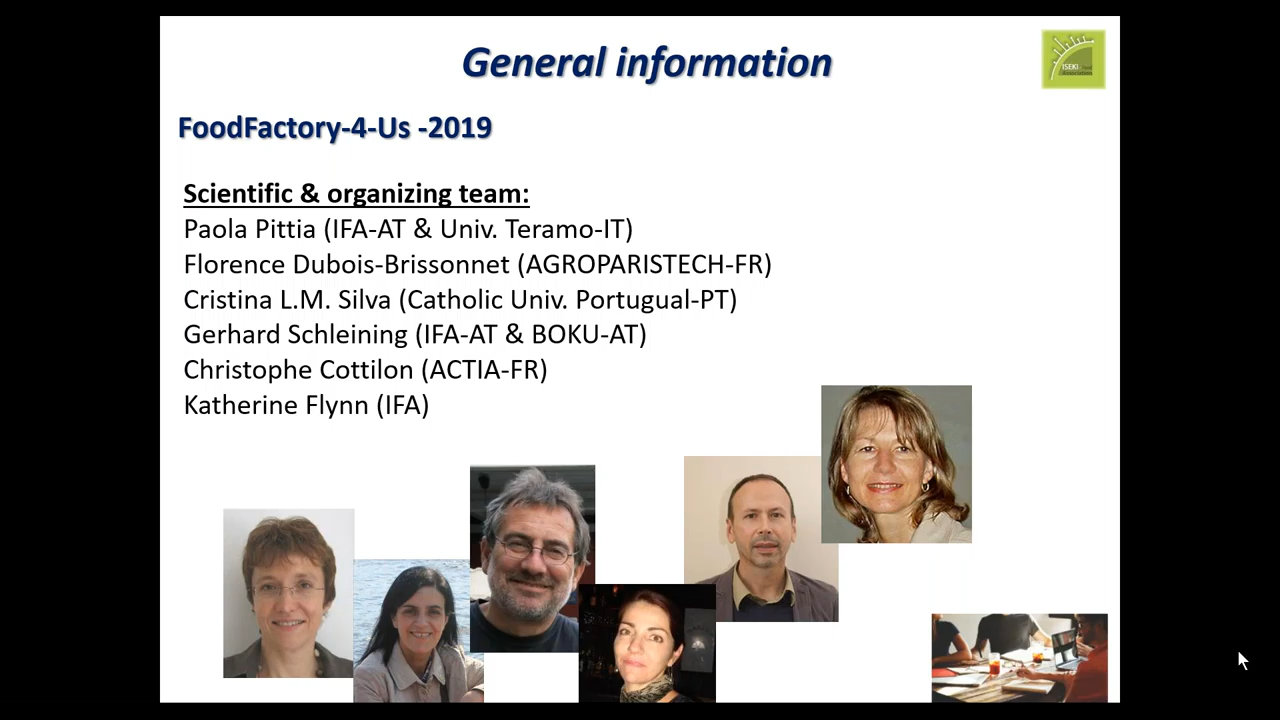 General information
ISEKI
FoodFactory-4-Us -2019
Scientific & organizing team:
Paola Pittia (IFA-AT & Univ. Teramo-IT)
Florence Dubois-Brissonnet (AGROPARISTECH-FR)
Cristina L.M. Silva (Catholic Univ. Portugual-PT)
Gerhard Schleining (IFA-AT & BOKU-AT)
Christophe Cottilon (ACTIA-FR)
Katherine Flynn (IFA)